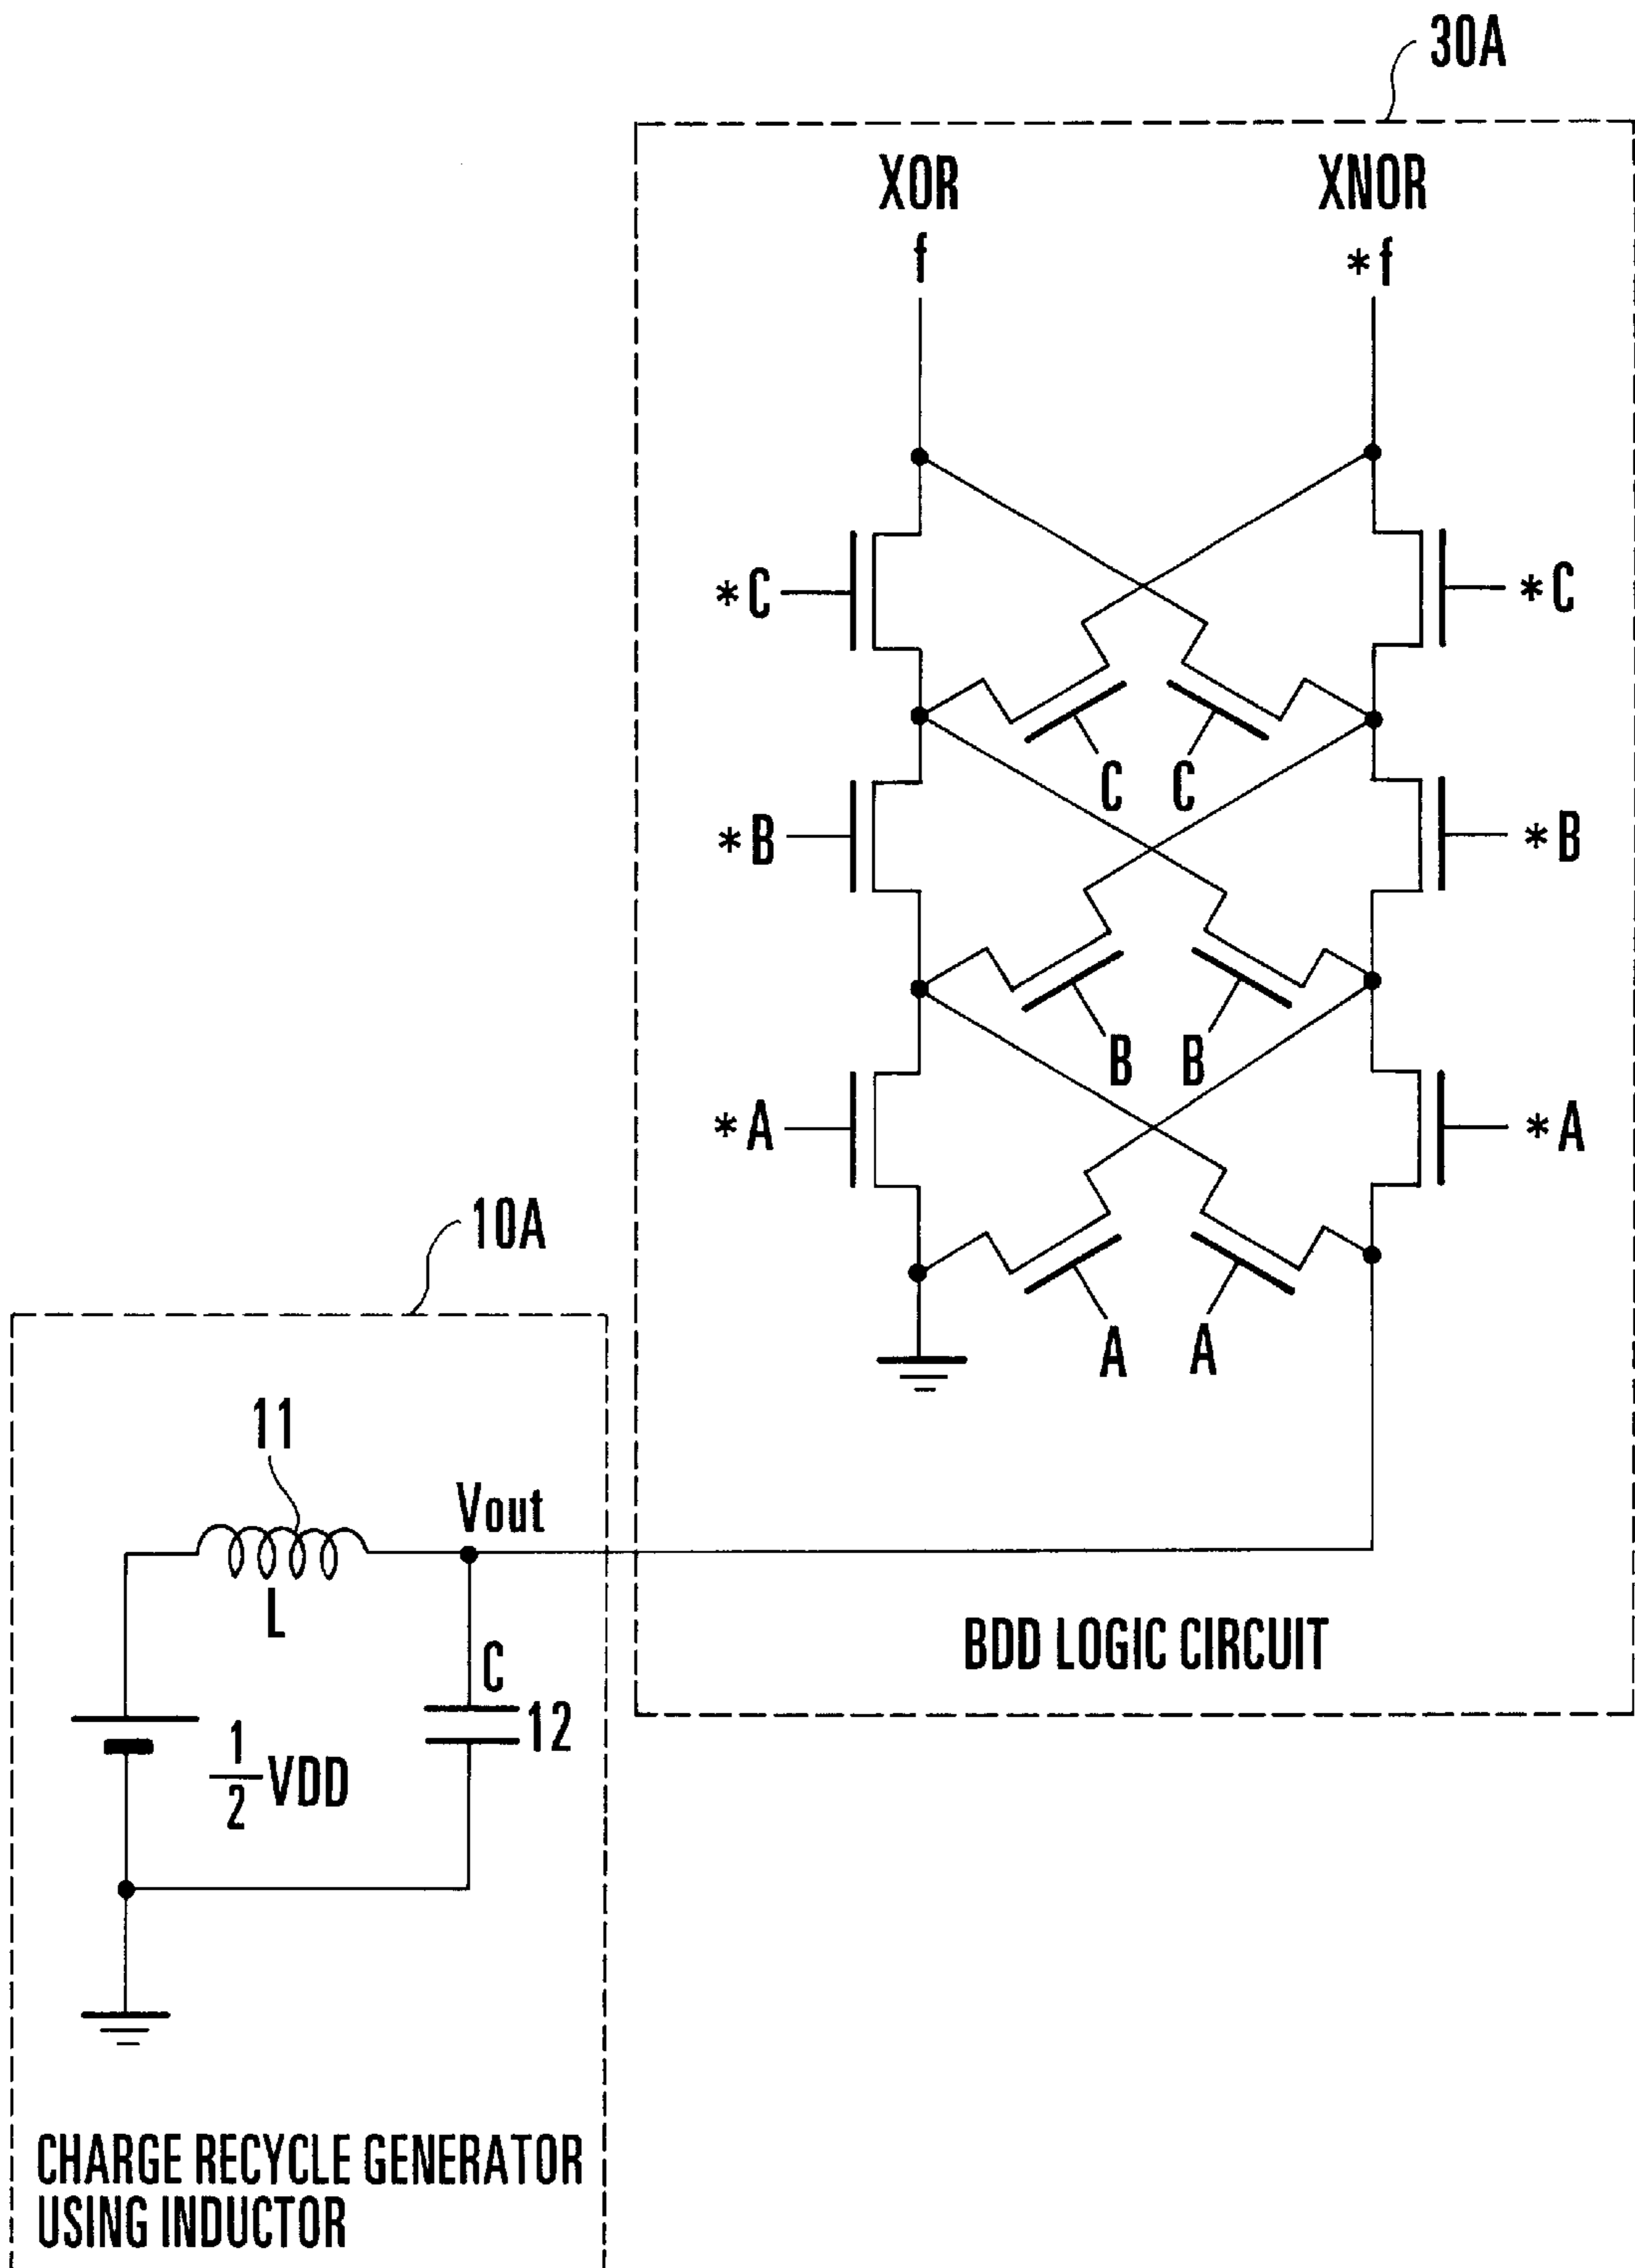 30A
XOR XNOR
f *f
*C *C
C C
*B *B
B B
*A *A
A A
10A
11
Vout
L
C
12
1/2 VDD
BDD LOGIC CIRCUIT
CHARGE RECYCLE GENERATOR
USING INDUCTOR